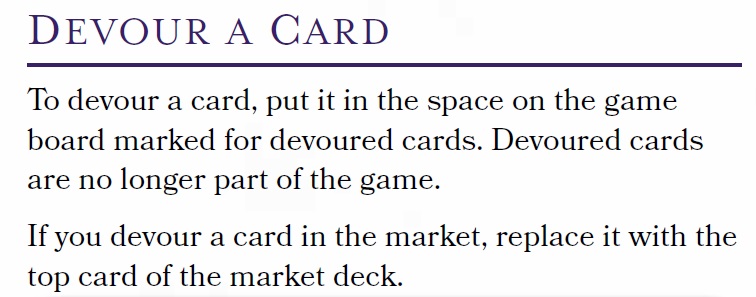 DEVOUR A CARD
To devour a card, put it in the space on the game
board marked for devoured cards. Devoured cards
are no longer part of the game.
If you devour a card in the market, replace it with the
top card of the market deck.